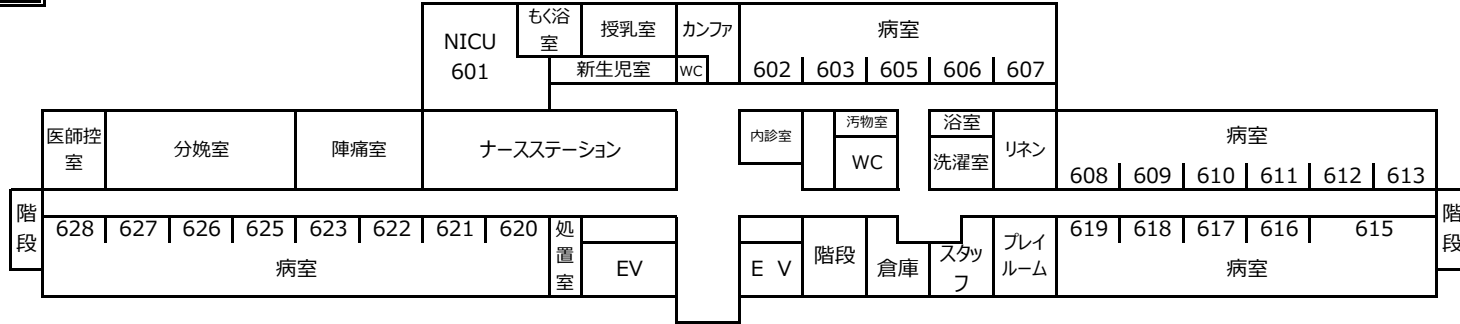 もく浴室
授乳室
カンファ
病室
NICU
601
新生児室
WC
602 603 605 606 607
医師控室
分娩室
陣痛室
ナースステーション
内診室
汚物室
WC
浴室
洗濯室
リネン
病室
608 609 610 611 612 613
階段
628 627 626 625 623 622 621 620
病室
処置室
EV
E V
階段
倉庫
スタッフ
プレイルーム
619 618 617 616 615
病室
階段